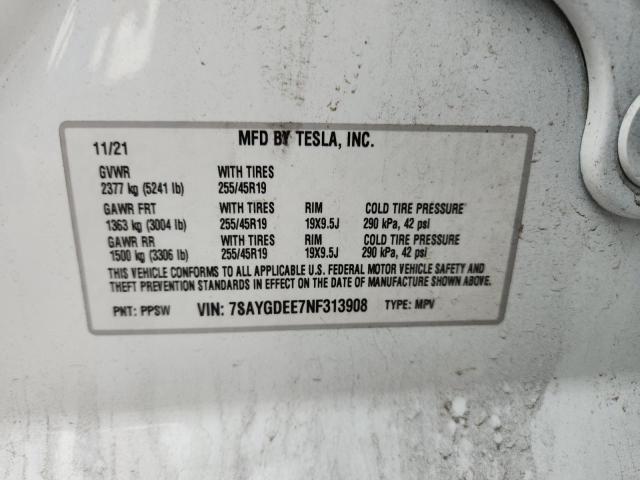 11/21 MFD BY TESLA, INC.
GVWR WITH TIRES
2377 kg (5241 lb) 255/45R19
GAWR FRT WITH TIRES RIM COLD TIRE PRESSURE
1363 kg (3004 lb) 255/45R19 19X9.5J 290 kPa, 42 psi
GAWR RR WITH TIRES RIM COLD TIRE PRESSURE
1500 kg (3306 lb) 255/45R19 19X9.5J 290 kPa, 42 psi
THIS VEHICLE CONFORMS TO ALL APPLICABLE U.S. FEDERAL MOTOR VEHICLE SAFETY AND
THEFT PREVENTION STANDARDS IN EFFECT ON THE DATE OF MANUFACTURE SHOWN ABOVE.
PNT: PPSW VIN: 7SAYGDEE7NF313908 TYPE: MPV